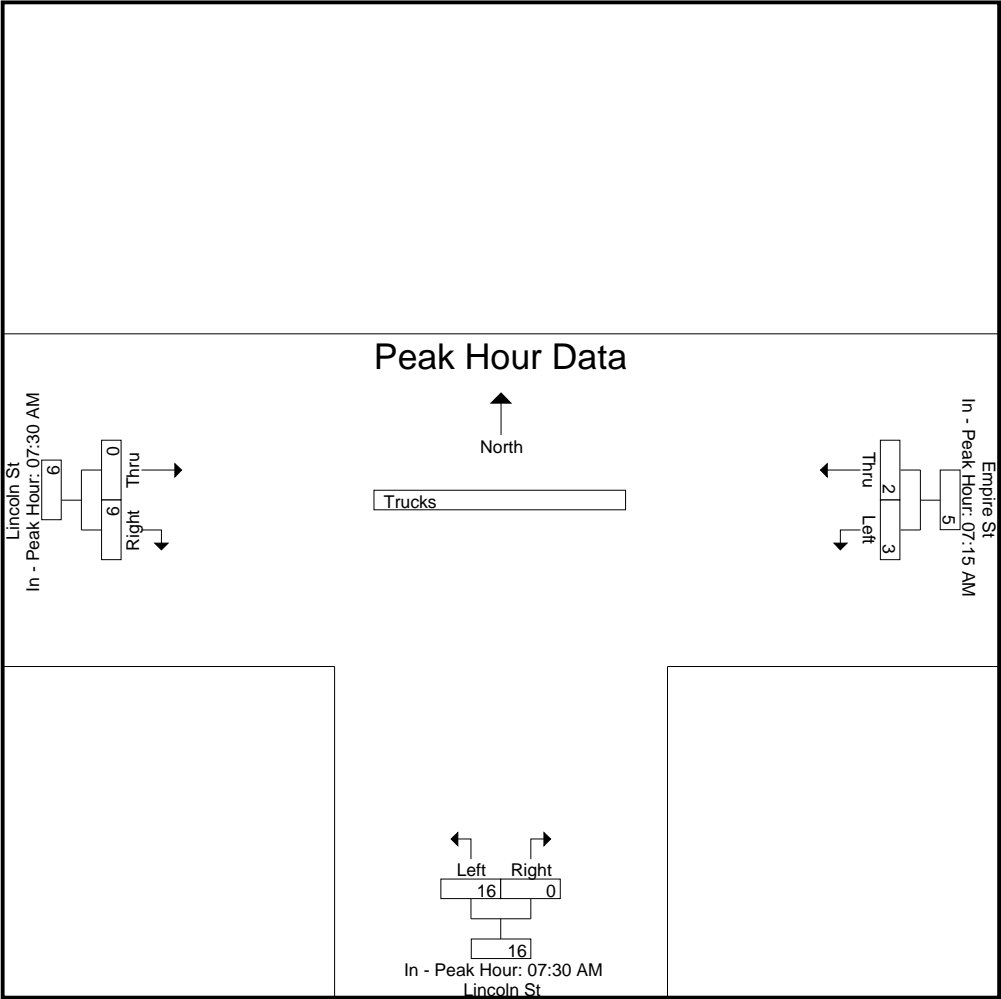 Peak Hour Data
North
Trucks
Lincoln St
In - Peak Hour: 07:30 AM
6
0
6
Thru
Right
Empire St
In - Peak Hour: 07:15 AM
5
2
3
Thru
Left
Left Right
16 0
16
In - Peak Hour: 07:30 AM
Lincoln St